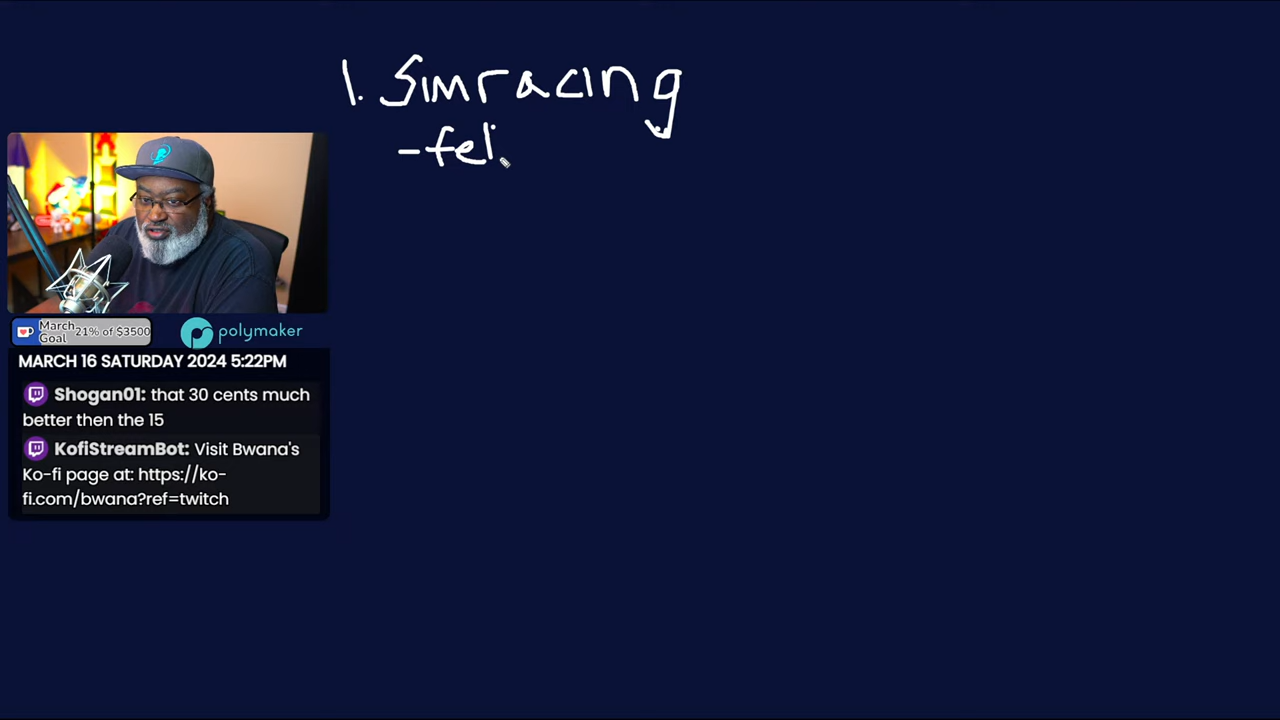 1. Simracing
-fel
March
Goal
21% of $3500
polymaker
MARCH 16 SATURDAY 2024 5:22PM
Shogan01: that 30 cents much
better then the 15
KofiStreamBot: Visit Bwana's
Ko-fi page at: https://ko-
fi.com/bwana?ref=twitch